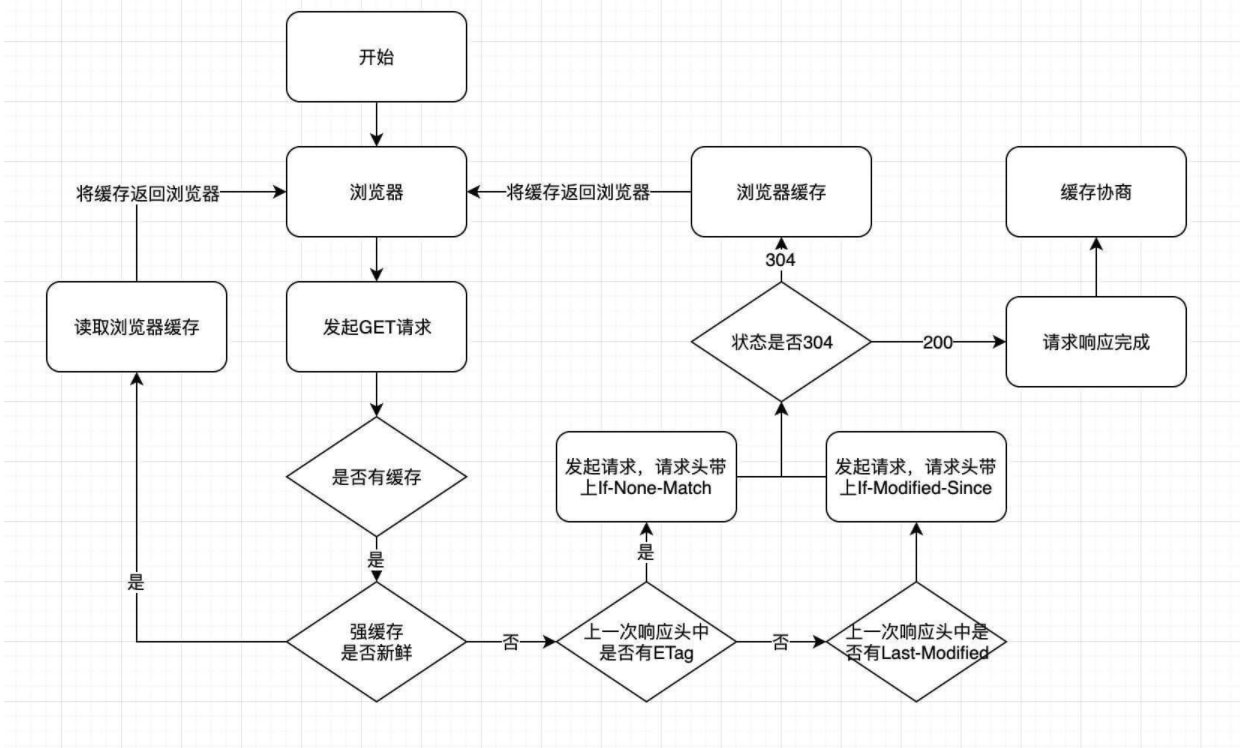 开始
将缓存返回浏览器
浏览器
将缓存返回浏览器
浏览器缓存
缓存协商
304
读取浏览器缓存
发起GET请求
状态是否304
200
请求响应完成
是否有缓存
发起请求，请求头带
上If-None-Match
发起请求，请求头带
上If-Modified-Since
是
是
是
强缓存
是否新鲜
否
上一次响应头中
是否有ETag
否
上一次响应头中是
否有Last-Modified